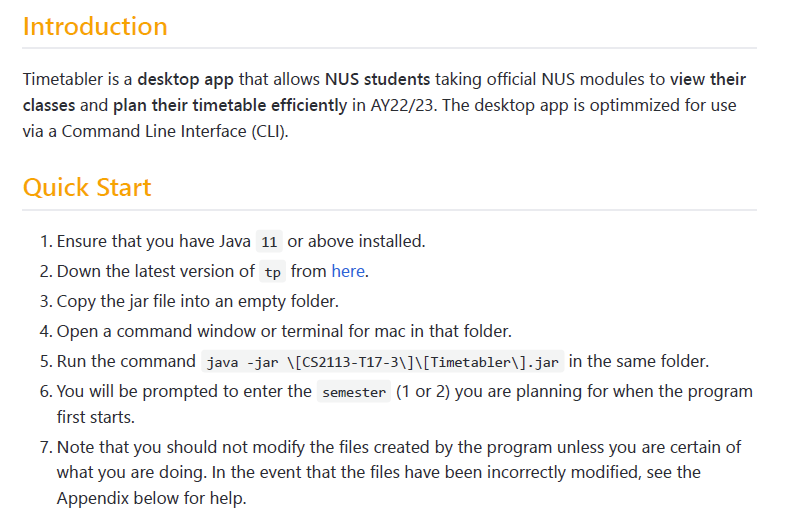 Introduction
Timetabler is a desktop app that allows NUS students taking official NUS modules to view their
classes and plan their timetable efficiently in AY22/23. The desktop app is optimmized for use
via a Command Line Interface (CLI).
Quick Start
1. Ensure that you have Java 11 or above installed.
2. Down the latest version of tp from here.
3. Copy the jar file into an empty folder.
4. Open a command window or terminal for mac in that folder.
5. Run the command java -jar \[CS2113-T17-3\]\[Timetabler\].jar in the same folder.
6. You will be prompted to enter the semester (1 or 2) you are planning for when the program
first starts.
7. Note that you should not modify the files created by the program unless you are certain of
what you are doing. In the event that the files have been incorrectly modified, see the
Appendix below for help.